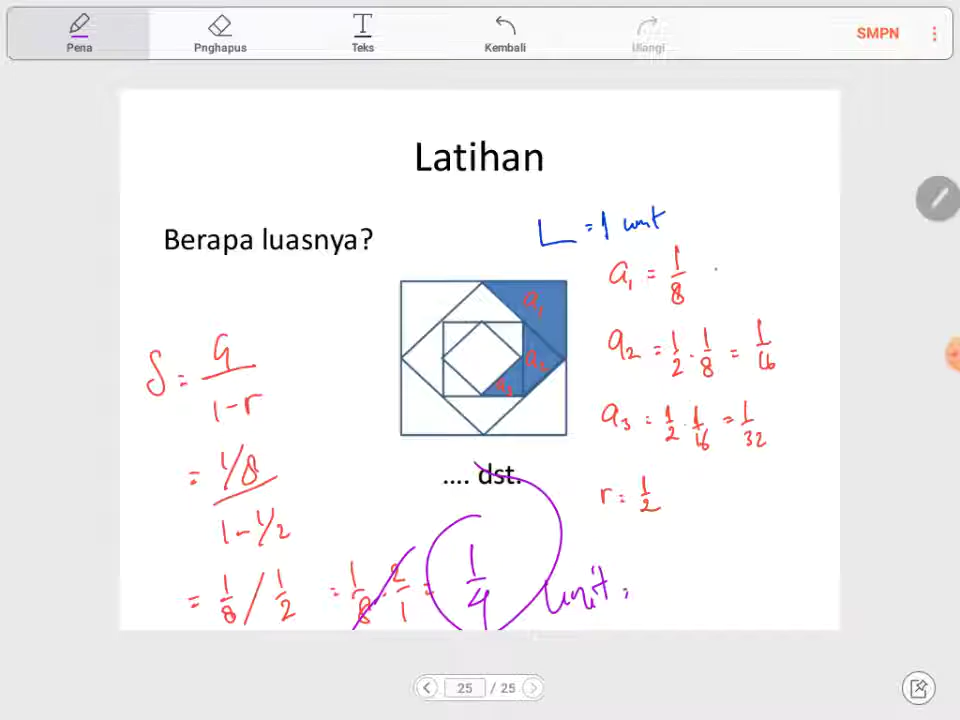 Pena
Pnghapus
Teks
Kembali
Ulangi
SMPN
Latihan
Berapa luasnya?
L = 1 unit
a₁ = 1/8
a₂ = 1/2 . 1/8 = 1/16
a₃ = 1/2 . 1/16 = 1/32
r = 1/2
a₁
a₂
a₃
.... dst.
S = a / 1-r
= 1/8 / 1-1/2
= 1/8 / 1/2 = 1/8 . 2/1 = 1/4 unit
25 / 25